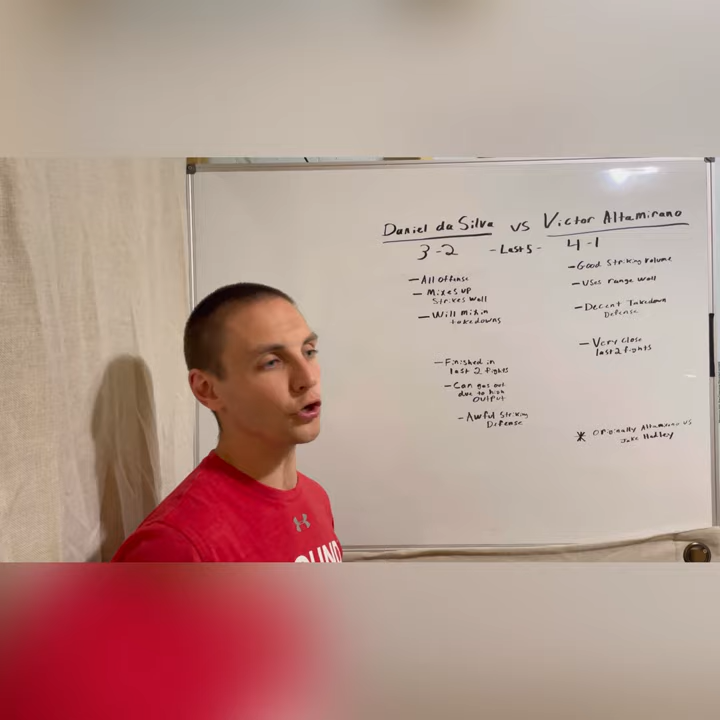 Daniel da Silva vs Victor Altamirano
3-2 - Last 5 - 4-1
- All Offense
- Mixes up
Strikes Well
- Will mix in
takedowns
- Finished in
last 2 fights
- Can gas out
due to high
output
- Awful Striking
Defense
- Good Striking Volume
- Uses range well
- Decent Takedown
Defense
- Very Close
last 2 fights
* Originally Altamirano vs
Jake Hadley